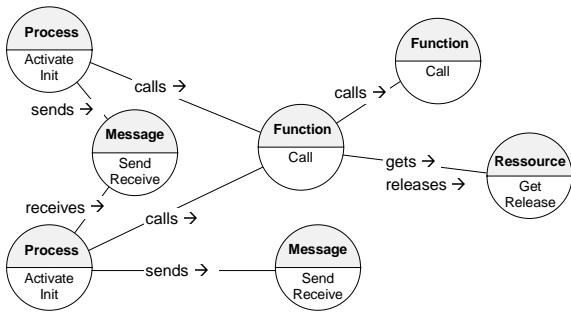 Process
Activate
Init
Function
Call
calls →
calls →
sends →
Message
Send
Receive
Function
Call
gets →
releases →
Ressource
Get
Release
receives →
calls →
Process
Activate
Init
sends →
Message
Send
Receive